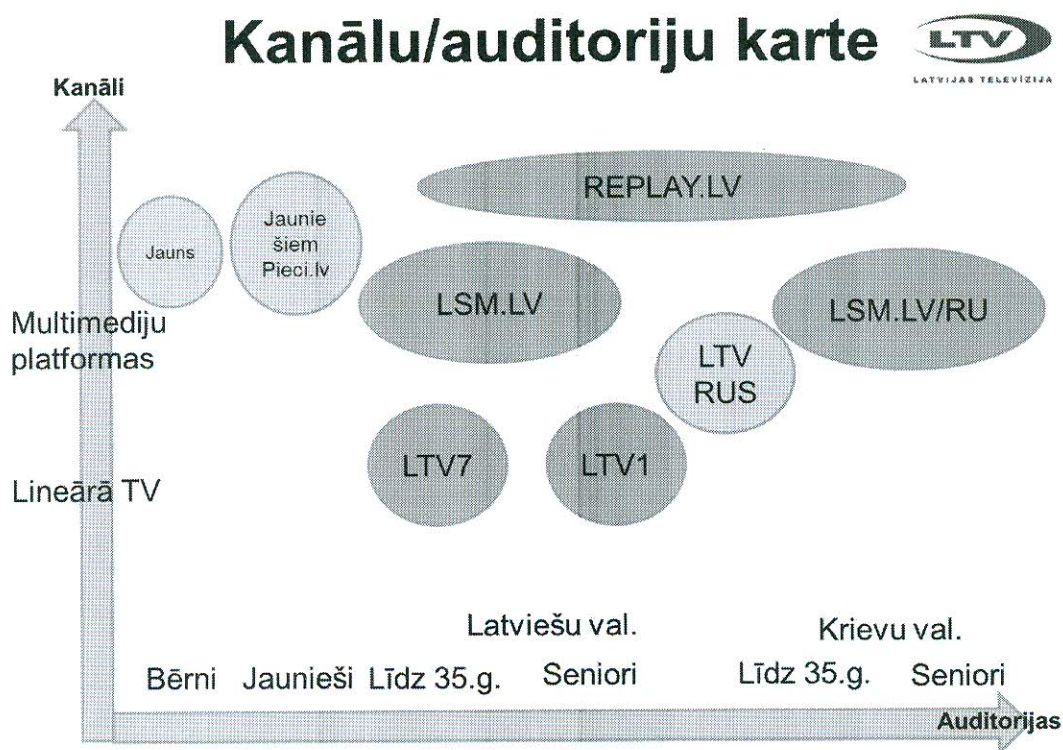 Kanālu/auditoriju karte
LTV
LATVIJAS TELEVĪZIJA
Kanāli
REPLAY.LV
Jauns
Jaunie
šiem
Pieci.lv
LSM.LV
LSM.LV/RU
Multimediju
platformas
LTV
RUS
LTV7
LTV1
Lineārā TV
Latviešu val.
Krievu val.
Bērni Jaunieši Līdz 35.g. Seniori Līdz 35.g. Seniori
Auditorijas